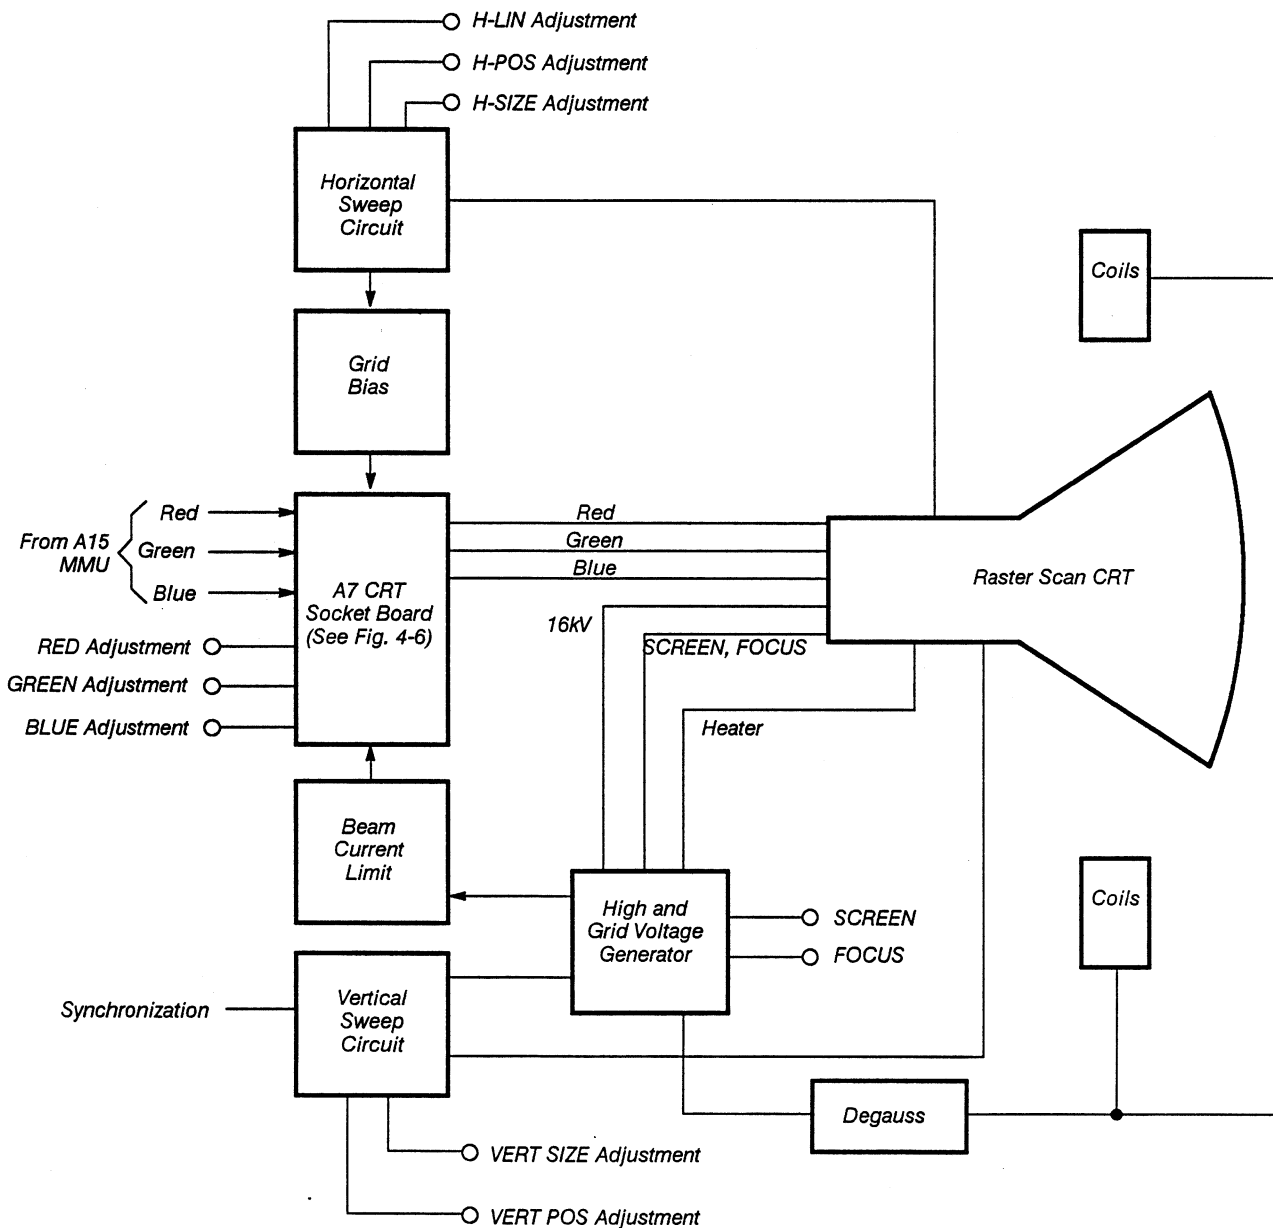 H-LIN Adjustment
H-POS Adjustment
H-SIZE Adjustment
Horizontal
Sweep
Circuit
Coils
Grid
Bias
From A15
MMU
Red
Green
Blue
RED Adjustment
GREEN Adjustment
BLUE Adjustment
A7 CRT
Socket Board
(See Fig. 4-6)
Red
Green
Blue
16kV
SCREEN, FOCUS
Heater
Raster Scan CRT
Beam
Current
Limit
High and
Grid Voltage
Generator
SCREEN
FOCUS
Coils
Synchronization
Vertical
Sweep
Circuit
Degauss
VERT SIZE Adjustment
VERT POS Adjustment